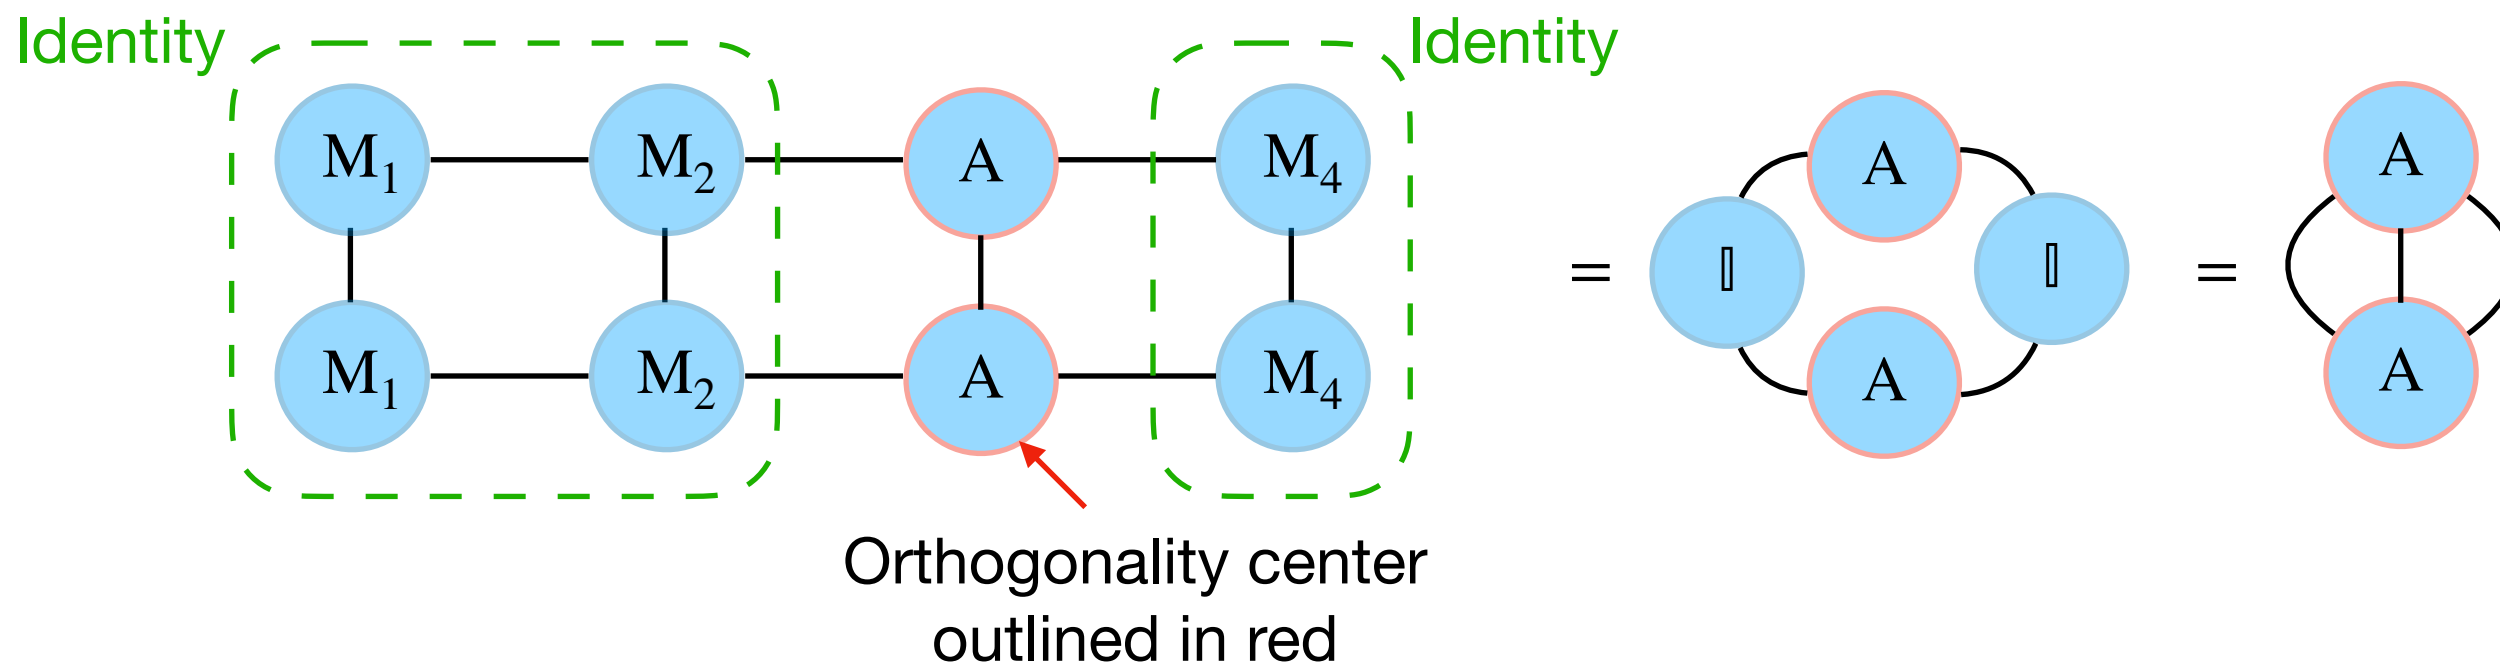 Identity Identity
M1 M2 A M4 A A
= 𝕀 𝕀 =
M1 M2 A M4 A A
Orthogonality center
outlined in red